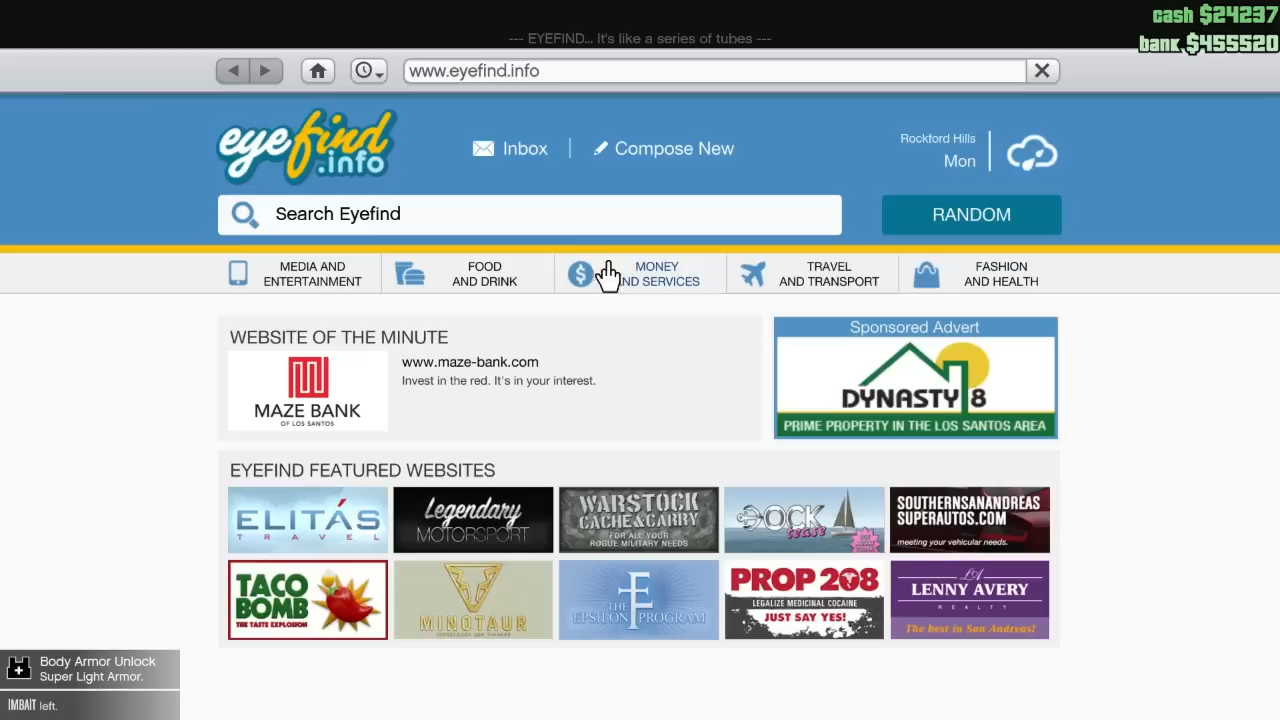 cash $24237
--- EYEFIND... It's like a series of tubes ---
bank $455520
www.eyefind.info
eyefind
.info
Inbox
Compose New
Rockford Hills
Mon
Search Eyefind
RANDOM
MEDIA AND
ENTERTAINMENT
FOOD
AND DRINK
MONEY
AND SERVICES
TRAVEL
AND TRANSPORT
FASHION
AND HEALTH
WEBSITE OF THE MINUTE
MAZE BANK
OF LOS SANTOS
www.maze-bank.com
Invest in the red. It's in your interest.
Sponsored Advert
DYNASTY 8
PRIME PROPERTY IN THE LOS SANTOS AREA
EYEFIND FEATURED WEBSITES
ELITÁS
TRAVEL
Legendary
MOTORSPORT
WARSTOCK
CACHE & CARRY
FOR ALL YOUR
ROGUE MILITARY NEEDS
DOCK
tease
SOUTHERNSANANDREAS
SUPERAUTOS.COM
meeting your vehicular needs.
TACO
BOMB
THE TASTE EXPLOSION
MINOTAUR
THE
EPSILON PROGRAM
PROP 208
LEGALIZE MEDICINAL COCAINE
JUST SAY YES!
LA
LENNY AVERY
REALTY
The best in San Andreas!
Body Armor Unlock
Super Light Armor.
IMBAIT left.